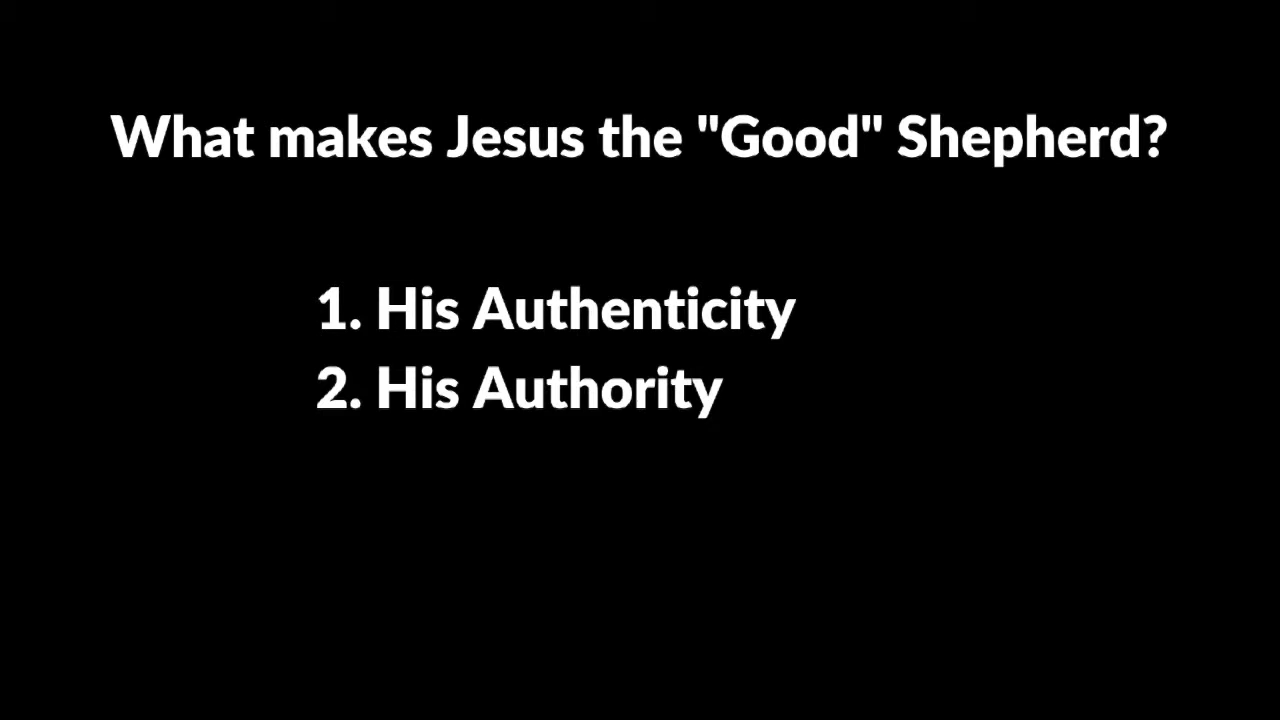 What makes Jesus the "Good" Shepherd?
1. His Authenticity
2. His Authority